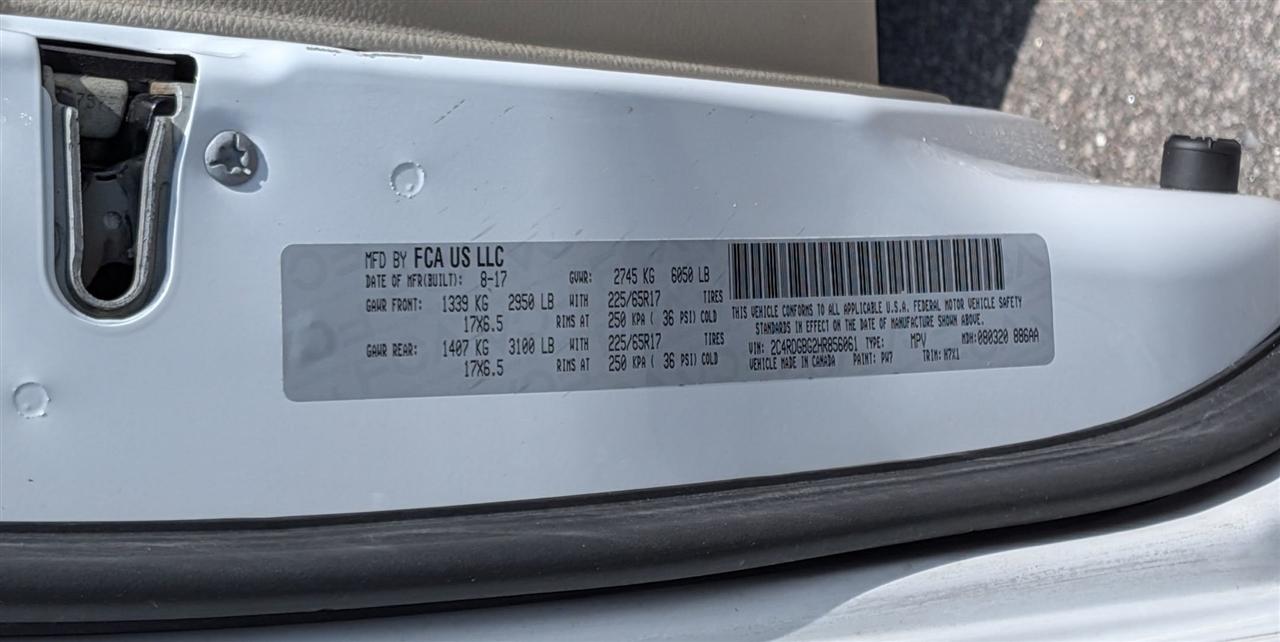 MFD BY FCA US LLC
DATE OF MFR(BUILT): 8-17 GVWR: 2745 KG 6050 LB
GAWR FRONT: 1339 KG 2950 LB WITH 225/65R17 TIRES
17X6.5 RIMS AT 250 KPA ( 36 PSI) COLD
GAWR REAR: 1407 KG 3100 LB WITH 225/65R17 TIRES
17X6.5 RIMS AT 250 KPA ( 36 PSI) COLD
THIS VEHICLE CONFORMS TO ALL APPLICABLE U.S.A. FEDERAL MOTOR VEHICLE SAFETY
STANDARDS IN EFFECT ON THE DATE OF MANUFACTURE SHOWN ABOVE.
VIN: 2C4RDGBG2HR856061 TYPE: MPV MDH:080320 886AA
VEHICLE MADE IN CANADA PAINT: PW7 TRIM: H7X1